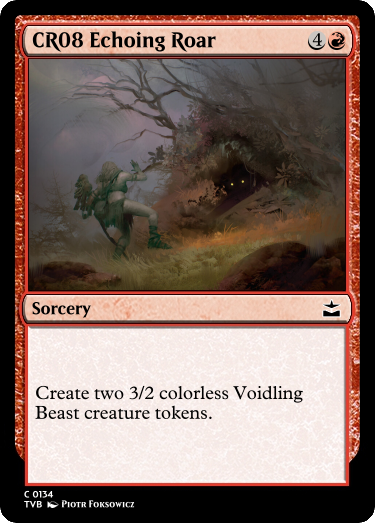 CR08 Echoing Roar 4
Sorcery
Create two 3/2 colorless Voidling
Beast creature tokens.
C 0134
TVB Piotr Foksowicz